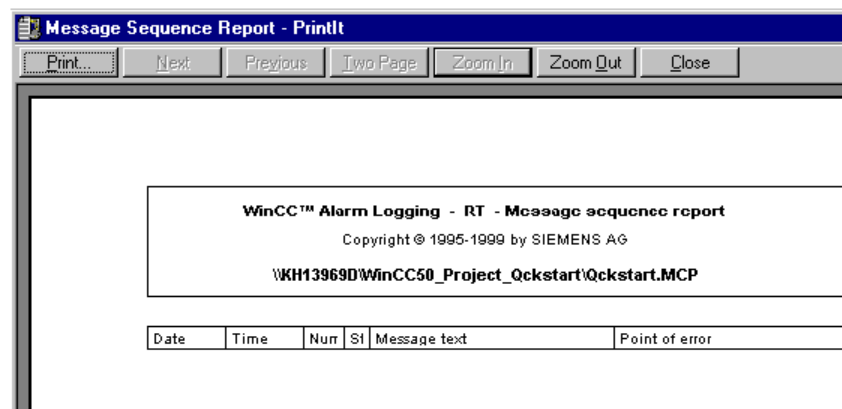 Message Sequence Report - PrintIt
Print... Next Previous Two Page Zoom In Zoom Out Close
WinCC™ Alarm Logging - RT - Message sequence report
Copyright © 1995-1999 by SIEMENS AG
\\KH13969D\WinCC50_Project_Qckstart\Qckstart.MCP
Date Time Num St Message text Point of error